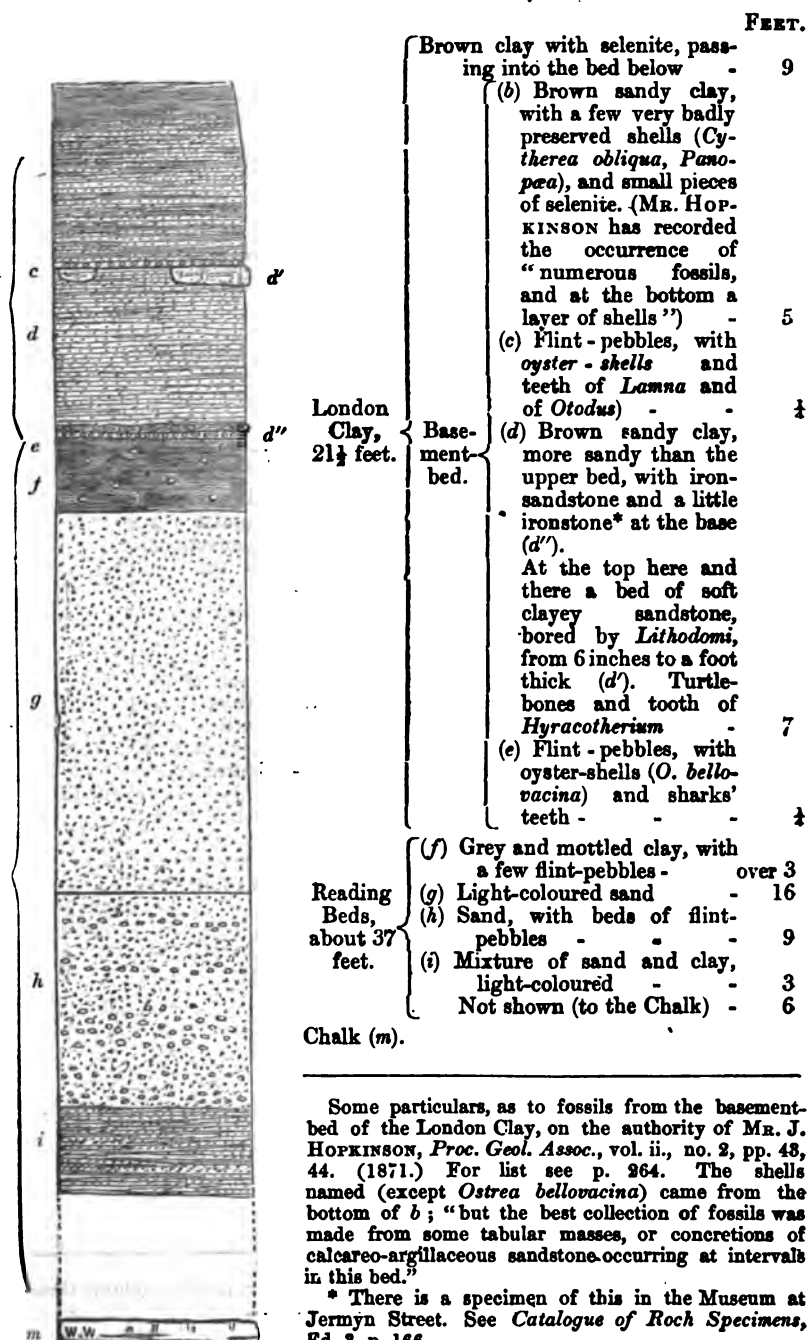 FEET.
Brown clay with selenite, pass-
ing into the bed below - 9
(b) Brown sandy clay,
with a few very badly
preserved shells (Cy-
therea obliqua, Pano-
pæa), and small pieces
of selenite. (MR. HOP-
KINSON has recorded
the occurrence of
“numerous fossils,
and at the bottom a
layer of shells”) - 5
(c) Flint-pebbles, with
oyster-shells and
teeth of Lamna and
of Otodus) - - ¼
London
Clay,
21½ feet.
Base-
ment-
bed.
(d) Brown sandy clay,
more sandy than the
upper bed, with iron-
sandstone and a little
ironstone* at the base
(d″).
At the top here and
there a bed of soft
clayey sandstone,
bored by Lithodomi,
from 6 inches to a foot
thick (d′). Turtle-
bones and tooth of
Hyracotherium - 7
(e) Flint-pebbles, with
oyster-shells (O. bello-
vacina) and sharks’
teeth - - - ¼
Reading
Beds,
about 37
feet.
(f) Grey and mottled clay, with
a few flint-pebbles - over 3
(g) Light-coloured sand - 16
(h) Sand, with beds of flint-
pebbles - - - 9
(i) Mixture of sand and clay,
light-coloured - - 3
Not shown (to the Chalk) - 6
Chalk (m).
c
d′
d
d″
e
f
g
h
i
m
W.W
Some particulars, as to fossils from the basement-
bed of the London Clay, on the authority of MR. J.
HOPKINSON, Proc. Geol. Assoc., vol. ii., no. 2, pp. 43,
44. (1871.) For list see p. 264. The shells
named (except Ostrea bellovacina) came from the
bottom of b; “but the best collection of fossils was
made from some tabular masses, or concretions of
calcareo-argillaceous sandstone occurring at intervals
in this bed.”
* There is a specimen of this in the Museum at
Jermyn Street. See Catalogue of Rock Specimens,